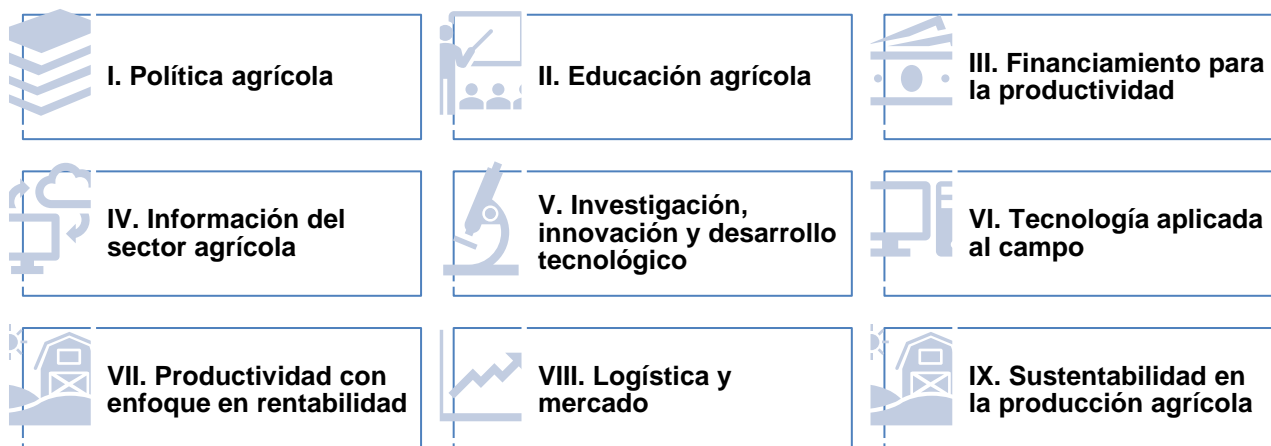 I. Política agrícola
II. Educación agrícola
III. Financiamiento para
la productividad
IV. Información del
sector agrícola
V. Investigación,
innovación y desarrollo
tecnológico
VI. Tecnología aplicada
al campo
VII. Productividad con
enfoque en rentabilidad
VIII. Logística y
mercado
IX. Sustentabilidad en
la producción agrícola